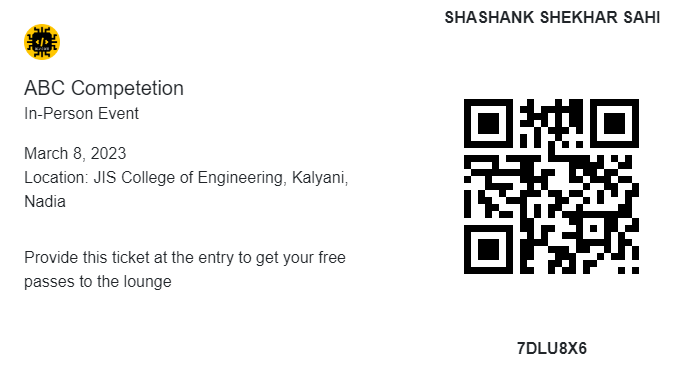 SHASHANK SHEKHAR SAHI
ABC Competetion
In-Person Event
March 8, 2023
Location: JIS College of Engineering, Kalyani,
Nadia
Provide this ticket at the entry to get your free
passes to the lounge
7DLU8X6